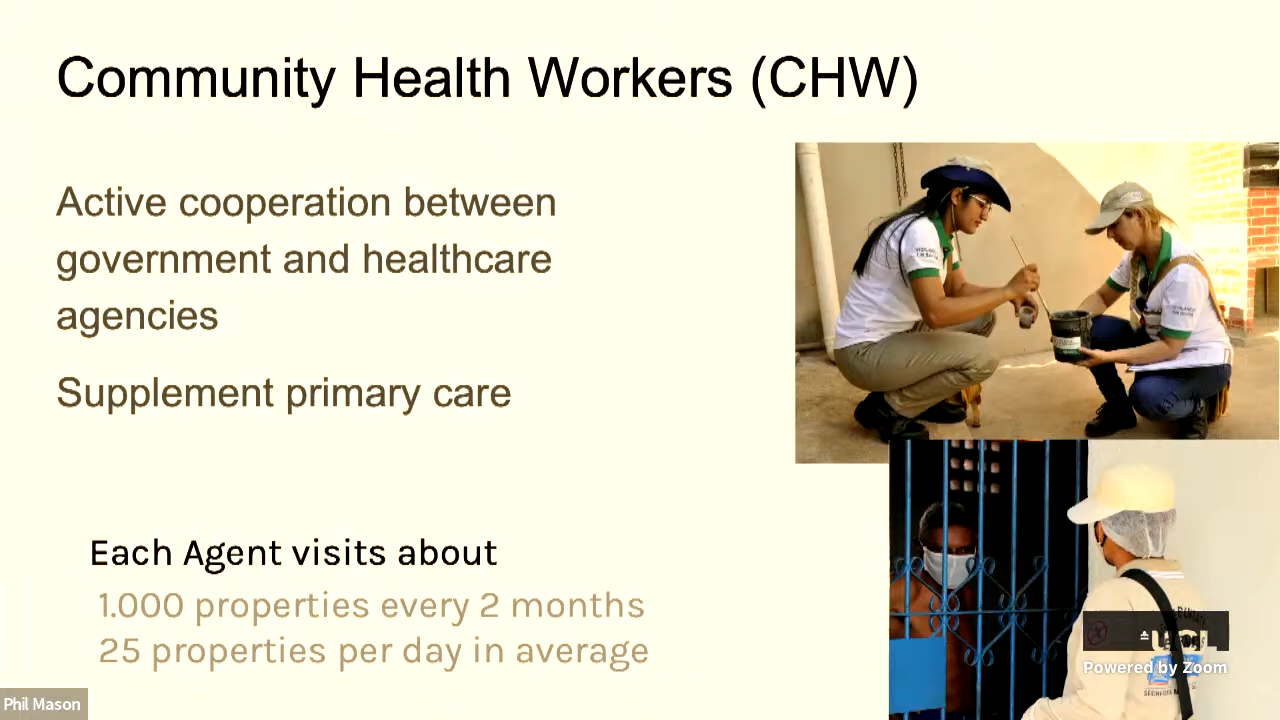 Community Health Workers (CHW)
Active cooperation between
government and healthcare
agencies
Supplement primary care
Each Agent visits about
1.000 properties every 2 months
25 properties per day in average
UCL
Powered by Zoom
Phil Mason